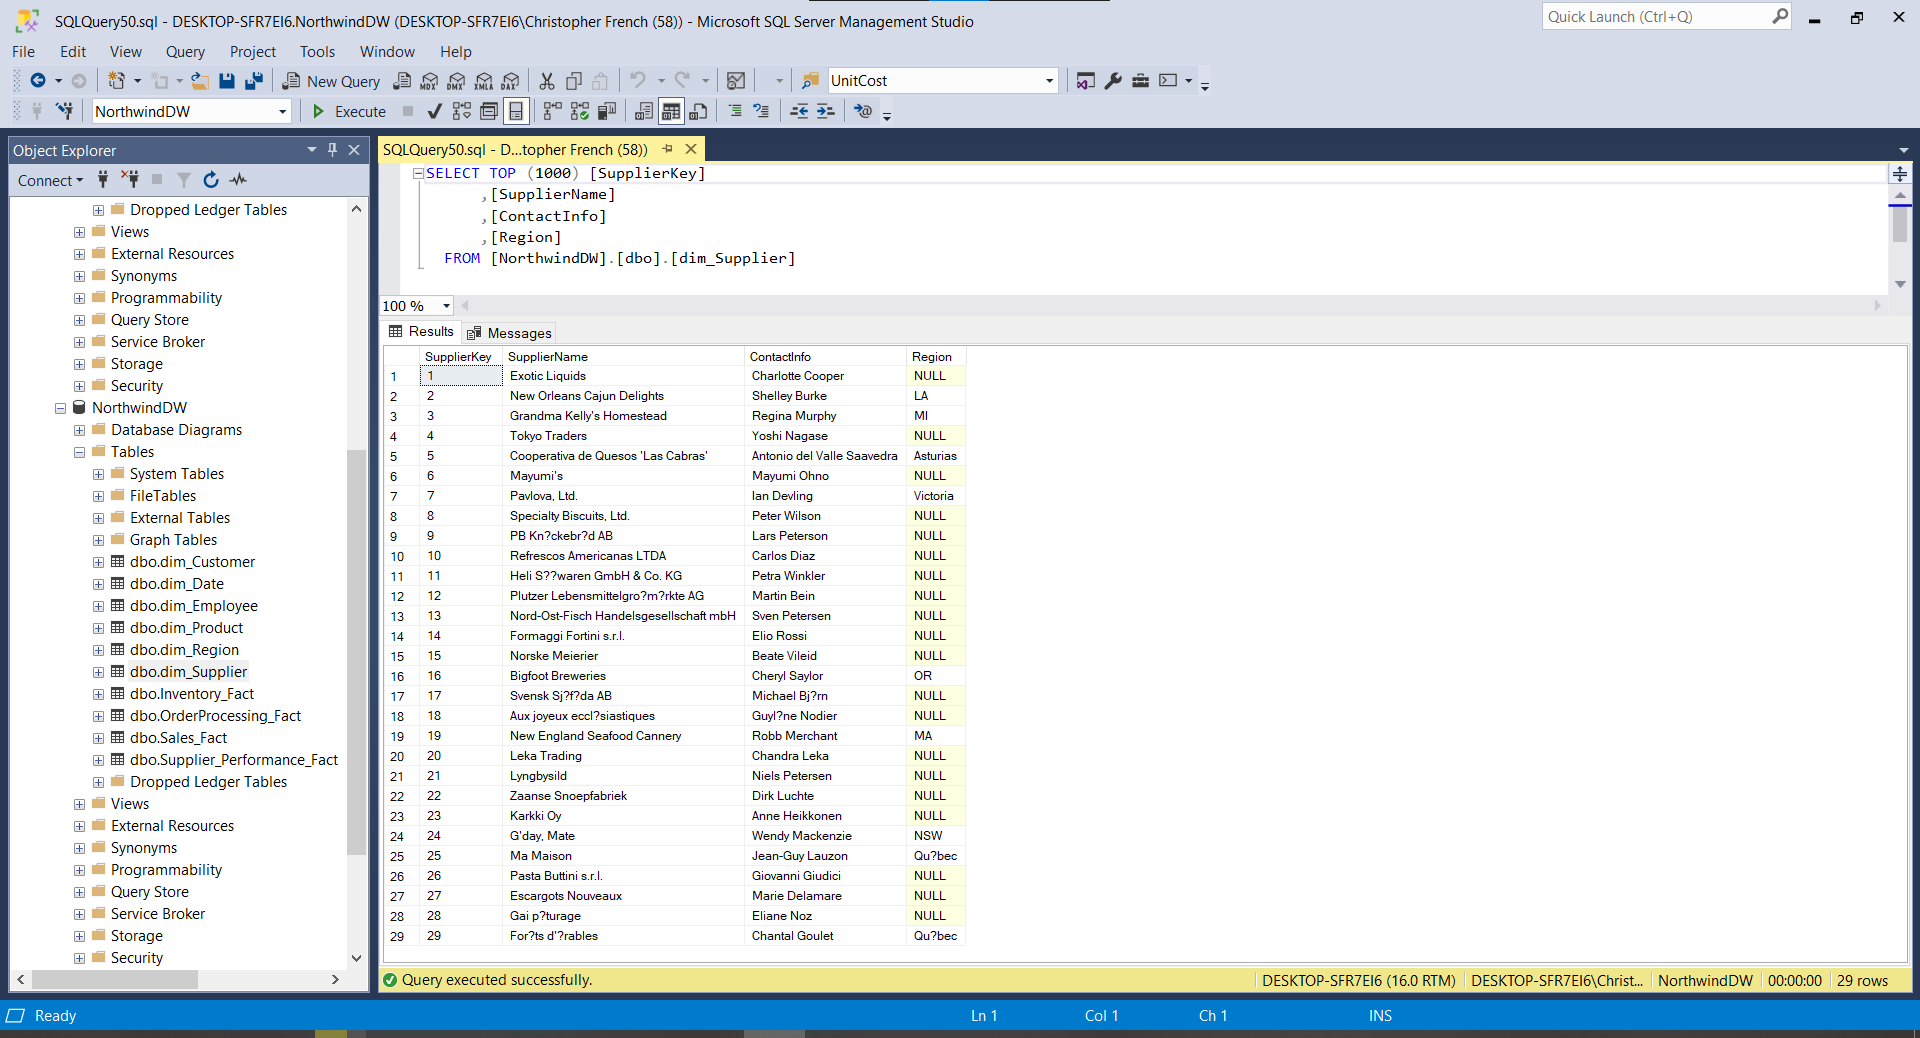 SQLQuery50.sql - DESKTOP-SFR7EI6.NorthwindDW (DESKTOP-SFR7EI6\Christopher French (58)) - Microsoft SQL Server Management Studio
Quick Launch (Ctrl+Q)
File Edit View Query Project Tools Window Help
New Query MDX DMX XMLA DAX UnitCost
NorthwindDW Execute
Object Explorer
Connect
Dropped Ledger Tables
Views
External Resources
Synonyms
Programmability
Query Store
Service Broker
Storage
Security
NorthwindDW
Database Diagrams
Tables
System Tables
FileTables
External Tables
Graph Tables
dbo.dim_Customer
dbo.dim_Date
dbo.dim_Employee
dbo.dim_Product
dbo.dim_Region
dbo.dim_Supplier
dbo.Inventory_Fact
dbo.OrderProcessing_Fact
dbo.Sales_Fact
dbo.Supplier_Performance_Fact
Dropped Ledger Tables
Views
External Resources
Synonyms
Programmability
Query Store
Service Broker
Storage
Security
SQLQuery50.sql - D...topher French (58))
SELECT TOP (1000) [SupplierKey]
,[SupplierName]
,[ContactInfo]
,[Region]
FROM [NorthwindDW].[dbo].[dim_Supplier]
100 %
Results Messages
SupplierKey SupplierName ContactInfo Region
1 1 Exotic Liquids Charlotte Cooper NULL
2 2 New Orleans Cajun Delights Shelley Burke LA
3 3 Grandma Kelly's Homestead Regina Murphy MI
4 4 Tokyo Traders Yoshi Nagase NULL
5 5 Cooperativa de Quesos 'Las Cabras' Antonio del Valle Saavedra Asturias
6 6 Mayumi's Mayumi Ohno NULL
7 7 Pavlova, Ltd. Ian Devling Victoria
8 8 Specialty Biscuits, Ltd. Peter Wilson NULL
9 9 PB Kn?ckebr?d AB Lars Peterson NULL
10 10 Refrescos Americanas LTDA Carlos Diaz NULL
11 11 Heli S??waren GmbH & Co. KG Petra Winkler NULL
12 12 Plutzer Lebensmittelgro?m?rkte AG Martin Bein NULL
13 13 Nord-Ost-Fisch Handelsgesellschaft mbH Sven Petersen NULL
14 14 Formaggi Fortini s.r.l. Elio Rossi NULL
15 15 Norske Meierier Beate Vileid NULL
16 16 Bigfoot Breweries Cheryl Saylor OR
17 17 Svensk Sj?f?da AB Michael Bj?rn NULL
18 18 Aux joyeux eccl?siastiques Guyl?ne Nodier NULL
19 19 New England Seafood Cannery Robb Merchant MA
20 20 Leka Trading Chandra Leka NULL
21 21 Lyngbysild Niels Petersen NULL
22 22 Zaanse Snoepfabriek Dirk Luchte NULL
23 23 Karkki Oy Anne Heikkonen NULL
24 24 G'day, Mate Wendy Mackenzie NSW
25 25 Ma Maison Jean-Guy Lauzon Qu?bec
26 26 Pasta Buttini s.r.l. Giovanni Giudici NULL
27 27 Escargots Nouveaux Marie Delamare NULL
28 28 Gai p?turage Eliane Noz NULL
29 29 For?ts d'?rables Chantal Goulet Qu?bec
Query executed successfully. DESKTOP-SFR7EI6 (16.0 RTM) DESKTOP-SFR7EI6\Christ... NorthwindDW 00:00:00 29 rows
Ready Ln 1 Col 1 Ch 1 INS